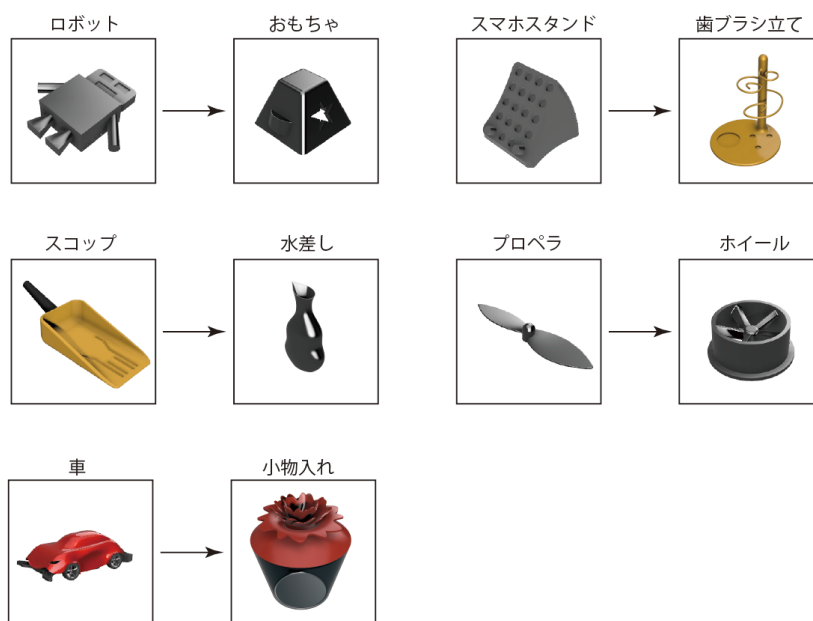 ロボット
おもちゃ
スマホスタンド
歯ブラシ立て
スコップ
水差し
プロペラ
ホイール
車
小物入れ